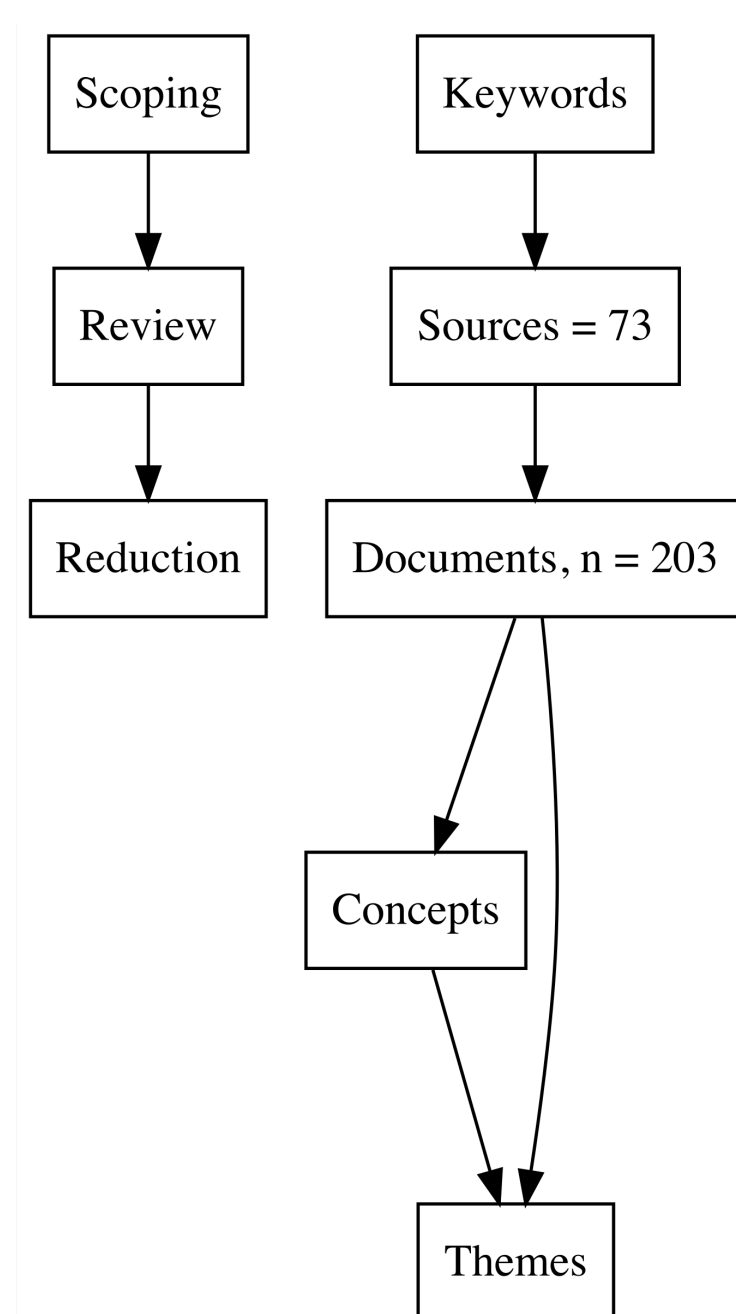 Scoping
Keywords
Review
Sources = 73
Reduction
Documents, n = 203
Concepts
Themes